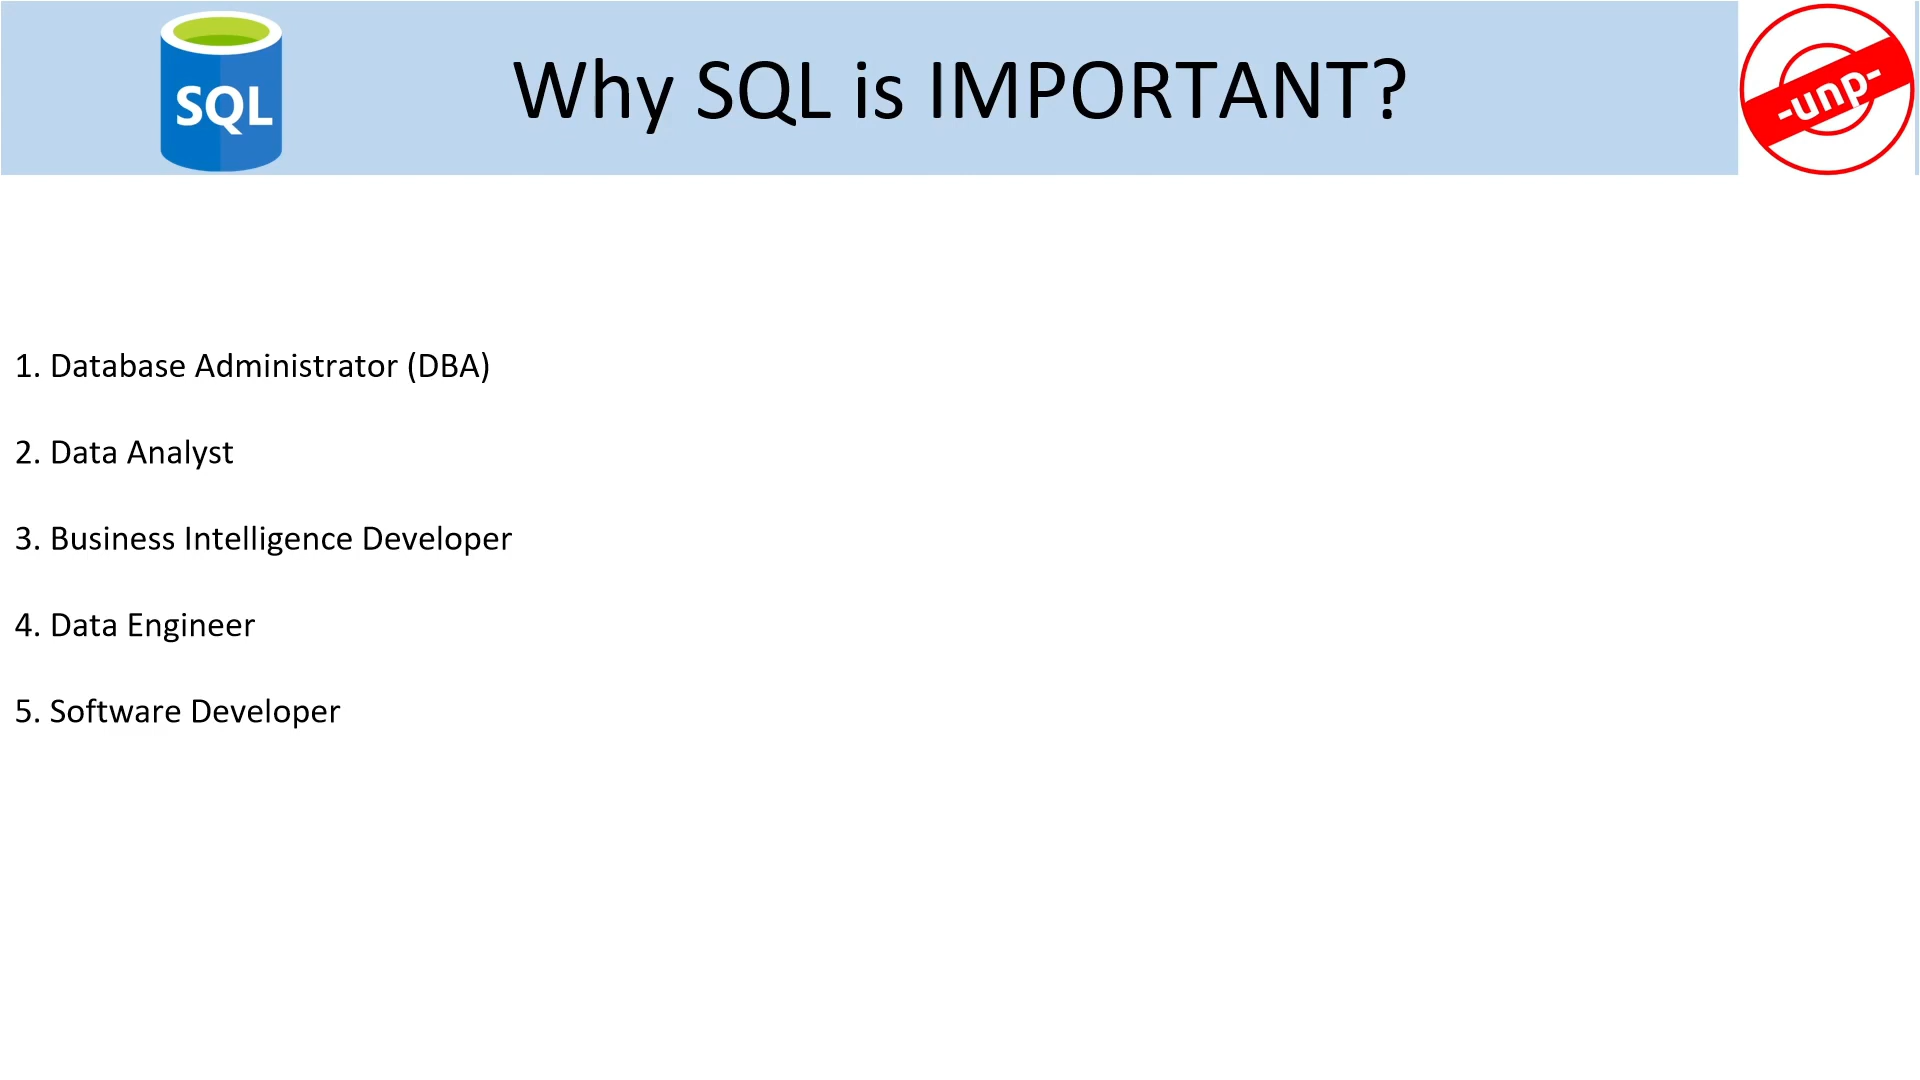 SQL
Why SQL is IMPORTANT?
-unp-
1. Database Administrator (DBA)
2. Data Analyst
3. Business Intelligence Developer
4. Data Engineer
5. Software Developer